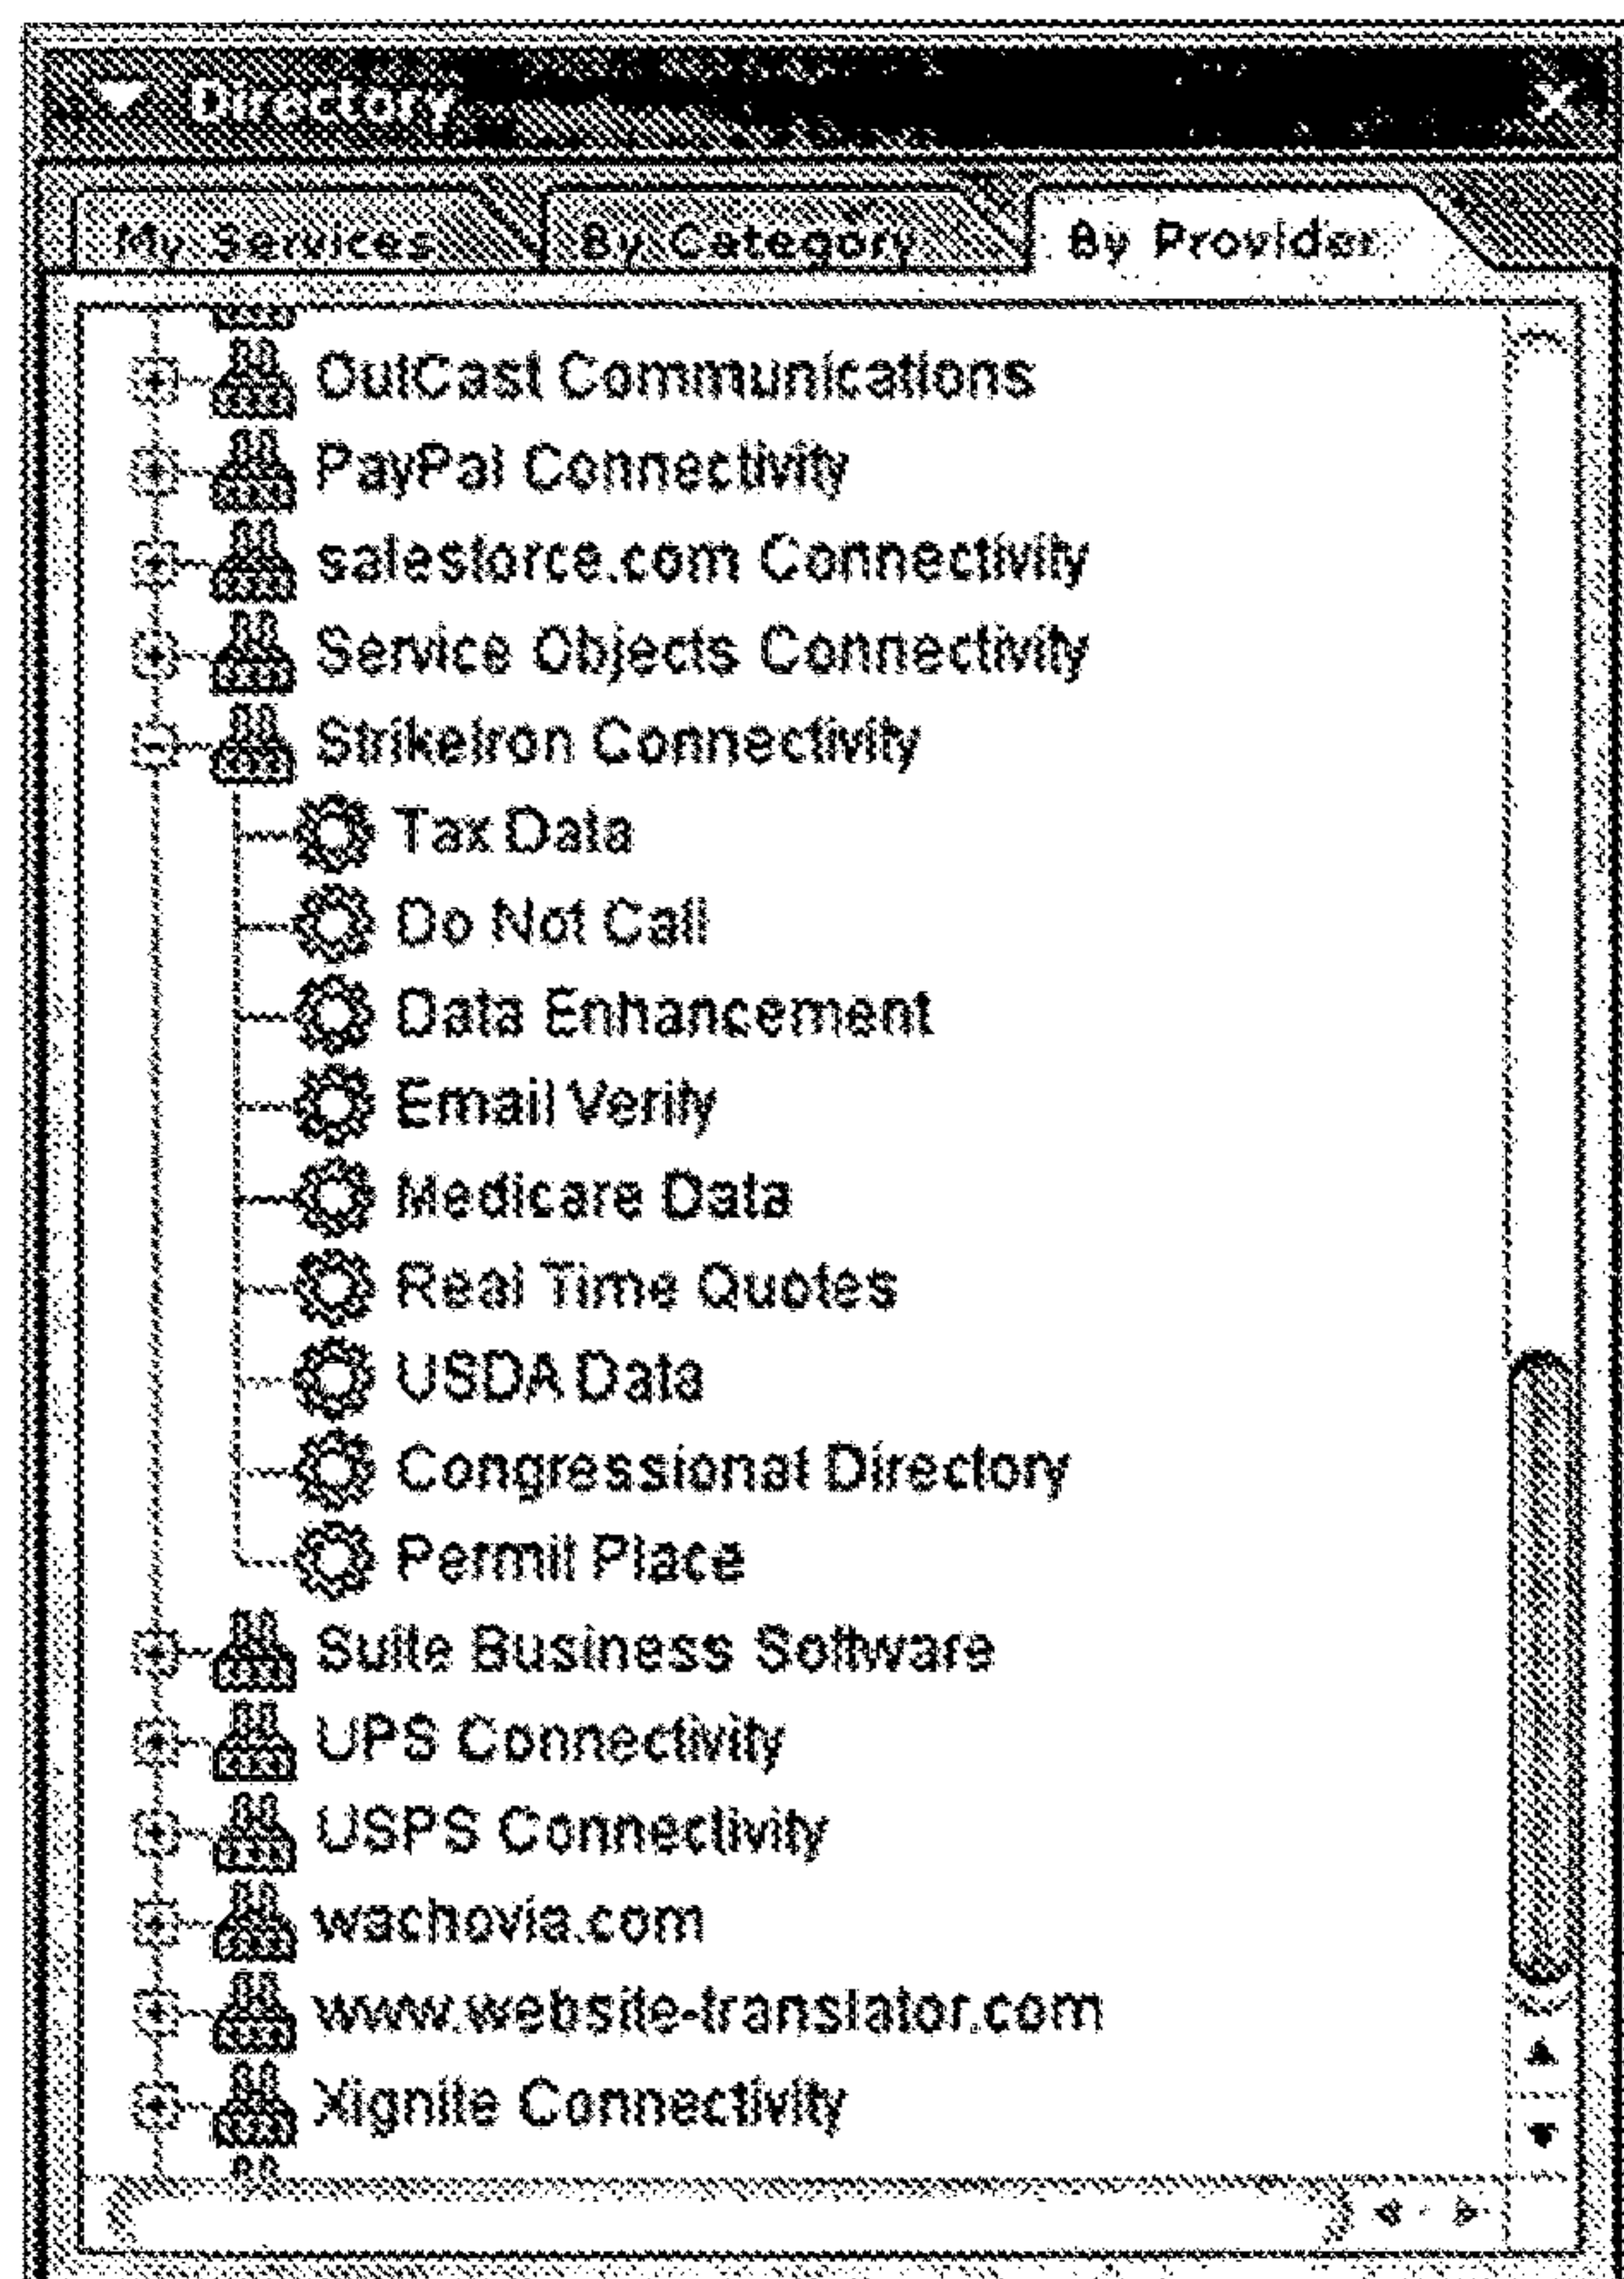 Directory
My Services By Category By Provider
OutCast Communications
PayPal Connectivity
salesforce.com Connectivity
Service Objects Connectivity
StrikeIron Connectivity
Tax Data
Do Not Call
Data Enhancement
Email Verify
Medicare Data
Real Time Quotes
USDA Data
Congressional Directory
Permit Place
Suite Business Software
UPS Connectivity
USPS Connectivity
wachovia.com
www.website-translator.com
Xignite Connectivity